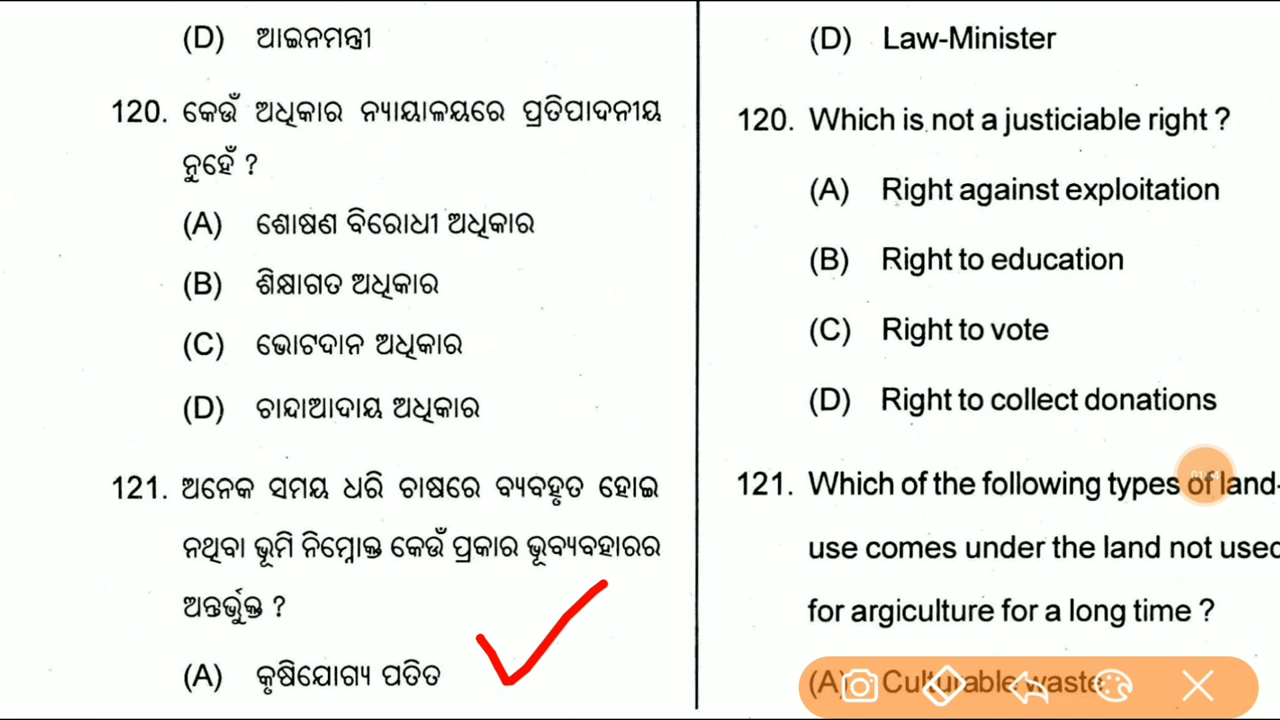 (D) ଆଇନମନ୍ତ୍ରୀ
120. କେଉଁ ଅଧିକାର ନ୍ୟାୟାଳୟରେ ପ୍ରତିପାଦନୀୟ
ନୁହେଁ ?
(A) ଶୋଷଣ ବିରୋଧୀ ଅଧିକାର
(B) ଶିକ୍ଷାଗତ ଅଧିକାର
(C) ଭୋଟଦାନ ଅଧିକାର
(D) ଚାନ୍ଦାଆଦାୟ ଅଧିକାର
121. ଅନେକ ସମୟ ଧରି ଚାଷରେ ବ୍ୟବହୃତ ହୋଇ
ନଥିବା ଭୂମି ନିମ୍ନୋକ୍ତ କେଉଁ ପ୍ରକାର ଭୂବ୍ୟବହାରର
ଅନ୍ତର୍ଭୁକ୍ତ ?
(A) କୃଷିଯୋଗ୍ୟ ପତିତ
(D) Law-Minister
120. Which is not a justiciable right ?
(A) Right against exploitation
(B) Right to education
(C) Right to vote
(D) Right to collect donations
121. Which of the following types of land-
use comes under the land not used
for argiculture for a long time ?
(A) Culturable waste